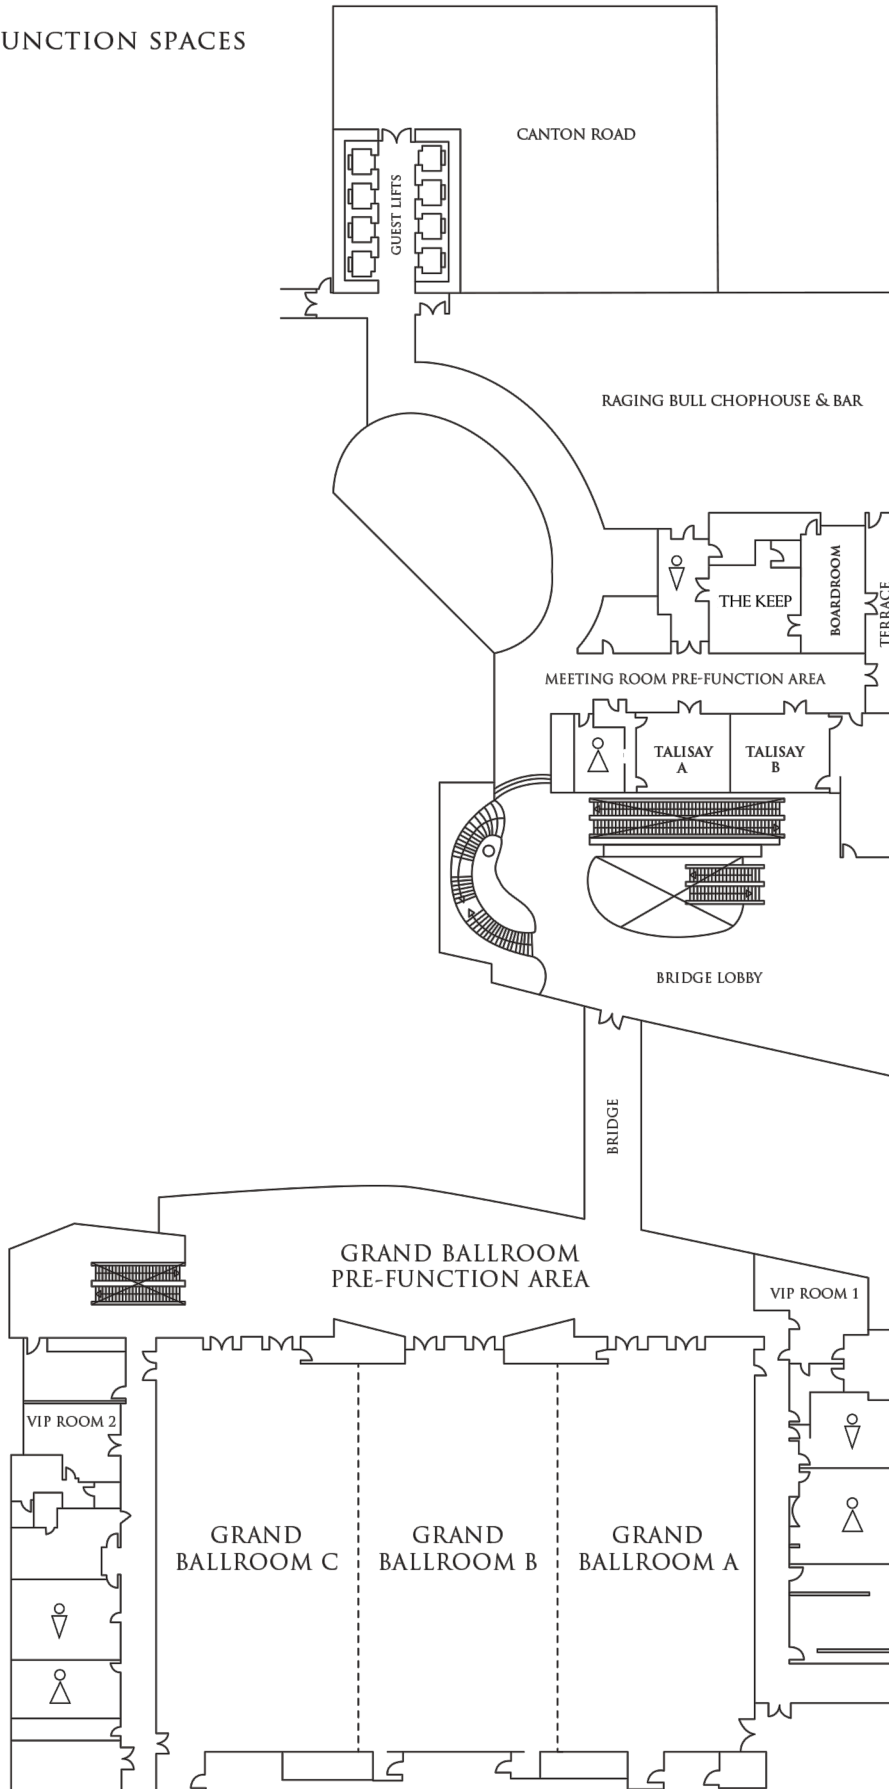 UNCTION SPACES
CANTON ROAD
GUEST LIFTS
RAGING BULL CHOPHOUSE & BAR
THE KEEP
BOARDROOM
TERRACE
MEETING ROOM PRE-FUNCTION AREA
TALISAY
A
TALISAY
B
BRIDGE LOBBY
BRIDGE
GRAND BALLROOM
PRE-FUNCTION AREA
VIP ROOM 1
VIP ROOM 2
GRAND
BALLROOM C
GRAND
BALLROOM B
GRAND
BALLROOM A